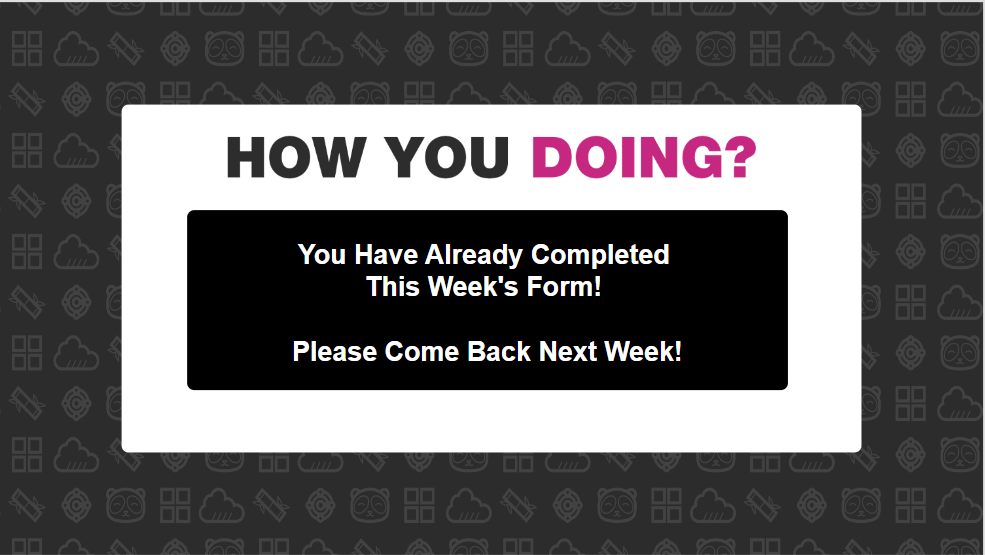 HOW YOU DOING?
You Have Already Completed
This Week's Form!
Please Come Back Next Week!